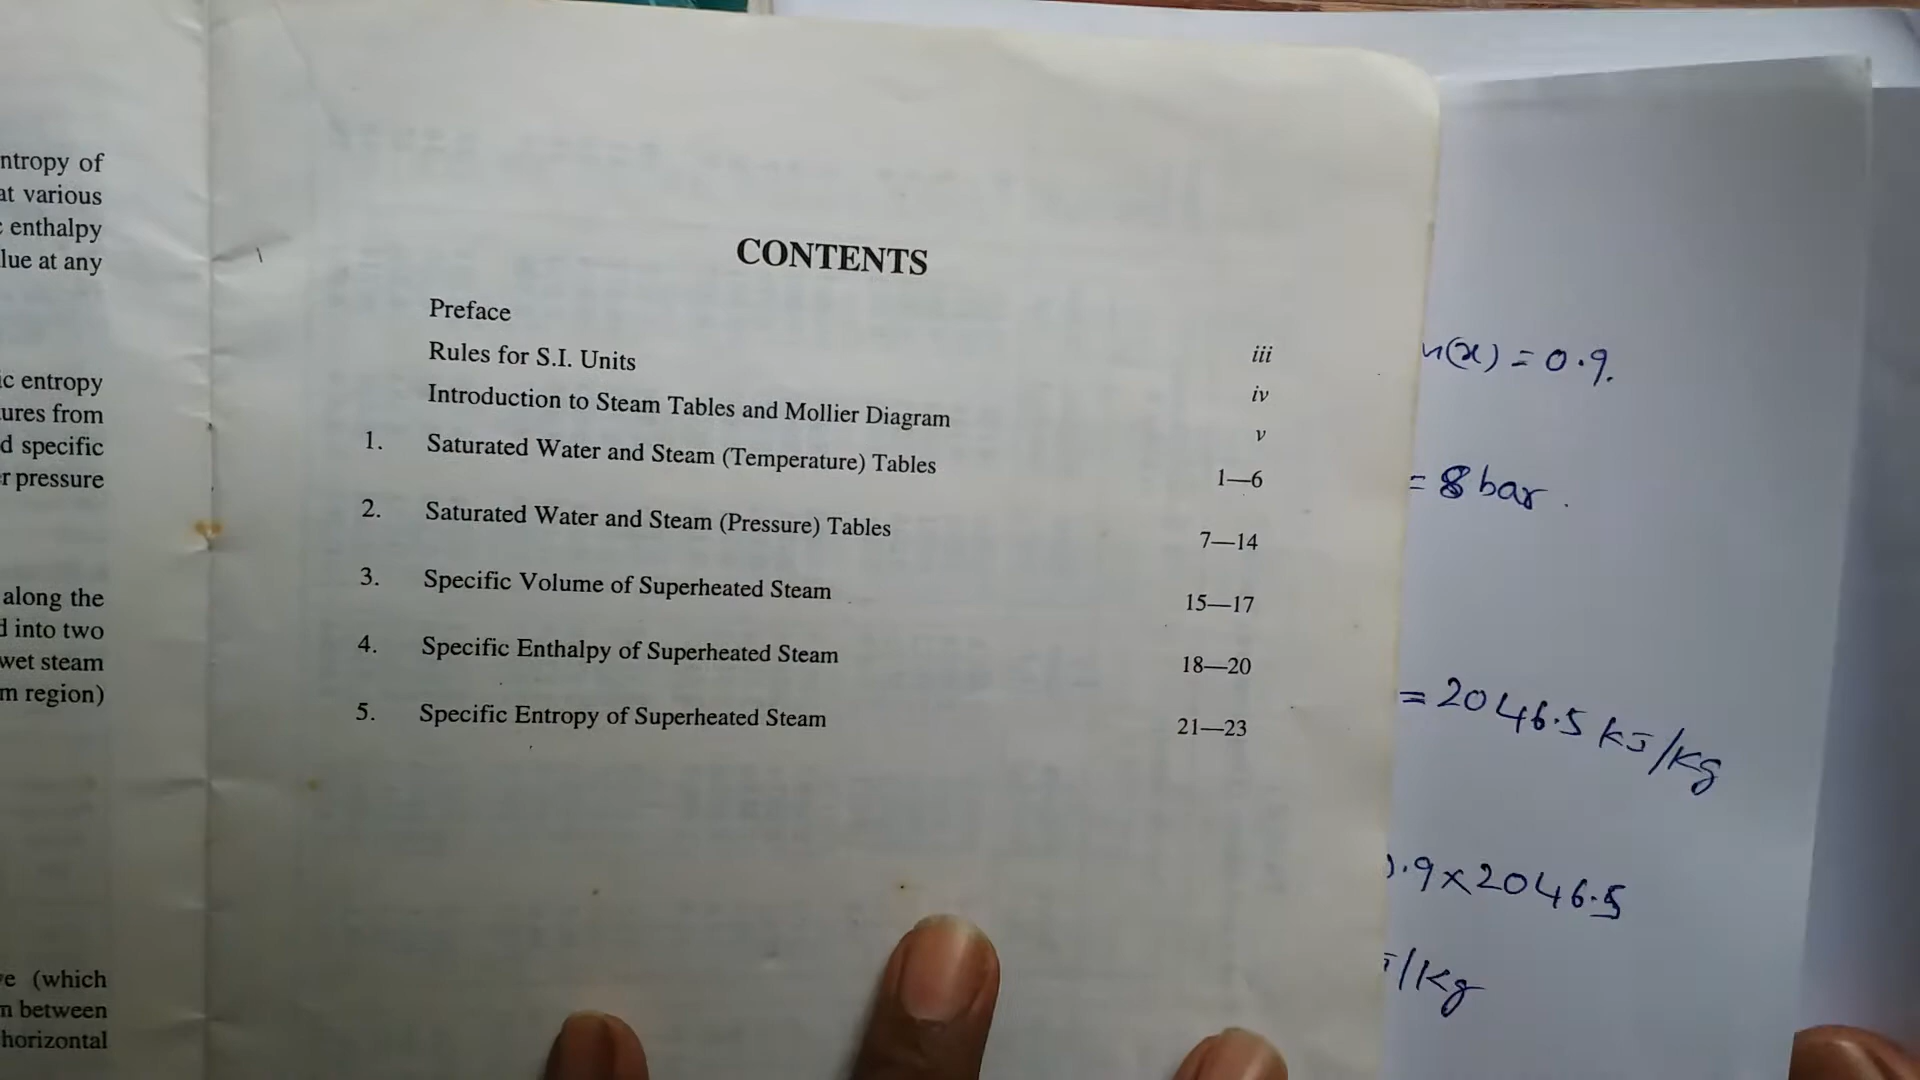 ntropy of
at various
enthalpy
lue at any
ic entropy
ures from
d specific
r pressure
along the
d into two
wet steam
m region)
e (which
n between
horizontal
CONTENTS
Preface iii
Rules for S.I. Units iv
Introduction to Steam Tables and Mollier Diagram v
1. Saturated Water and Steam (Temperature) Tables 1—6
2. Saturated Water and Steam (Pressure) Tables 7—14
3. Specific Volume of Superheated Steam 15—17
4. Specific Enthalpy of Superheated Steam 18—20
5. Specific Entropy of Superheated Steam 21—23
n(x) = 0.9.
= 8 bar.
= 2046.5 kJ/kg
.9 x 2046.5
J/kg